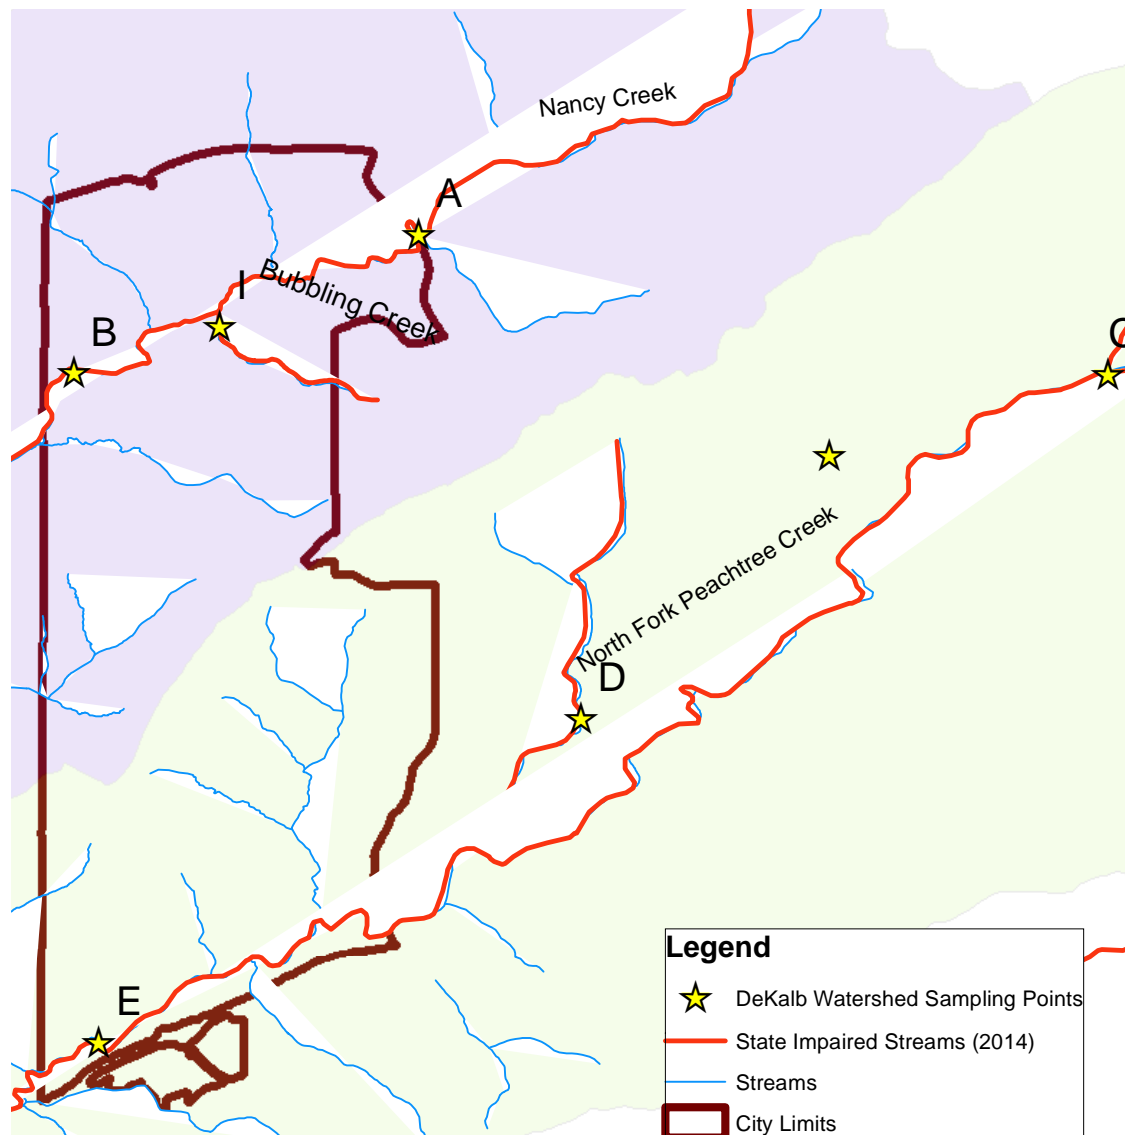 Nancy Creek
A
I
Bubbling Creek
B
C
North Fork Peachtree Creek
D
E
Legend
DeKalb Watershed Sampling Points
State Impaired Streams (2014)
Streams
City Limits